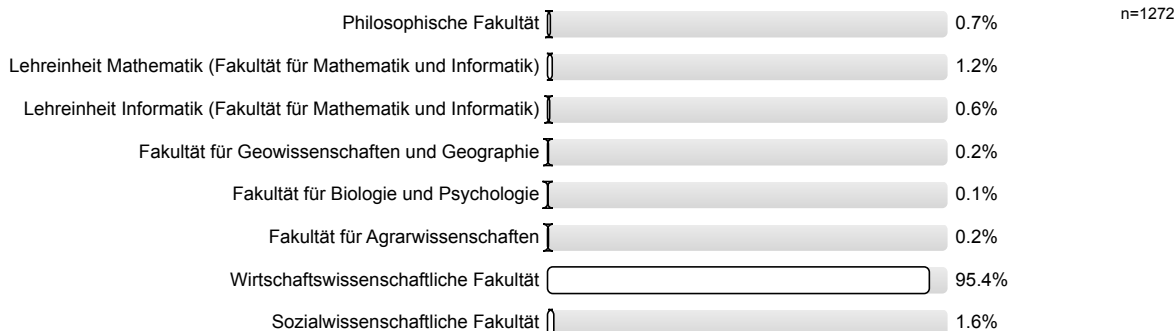 Philosophische Fakultät 0.7% n=1272
Lehreinheit Mathematik (Fakultät für Mathematik und Informatik) 1.2%
Lehreinheit Informatik (Fakultät für Mathematik und Informatik) 0.6%
Fakultät für Geowissenschaften und Geographie 0.2%
Fakultät für Biologie und Psychologie 0.1%
Fakultät für Agrarwissenschaften 0.2%
Wirtschaftswissenschaftliche Fakultät 95.4%
Sozialwissenschaftliche Fakultät 1.6%